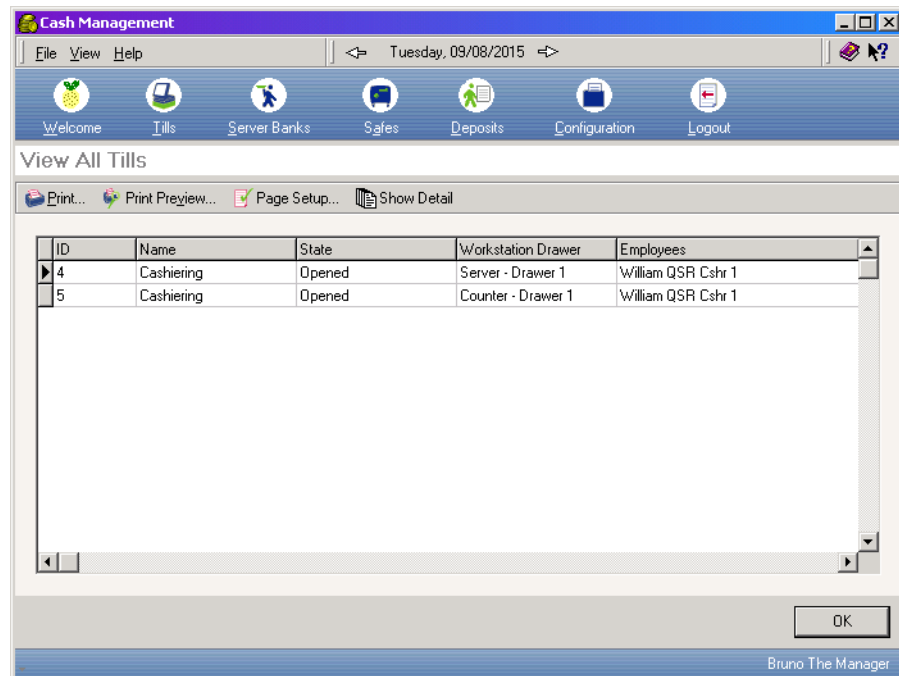 Cash Management
File View Help Tuesday, 09/08/2015
Welcome Tills Server Banks Safes Deposits Configuration Logout
View All Tills
Print... Print Preview... Page Setup... Show Detail
ID Name State Workstation Drawer Employees
4 Cashiering Opened Server - Drawer 1 William QSR Cshr 1
5 Cashiering Opened Counter - Drawer 1 William QSR Cshr 1
OK
Bruno The Manager